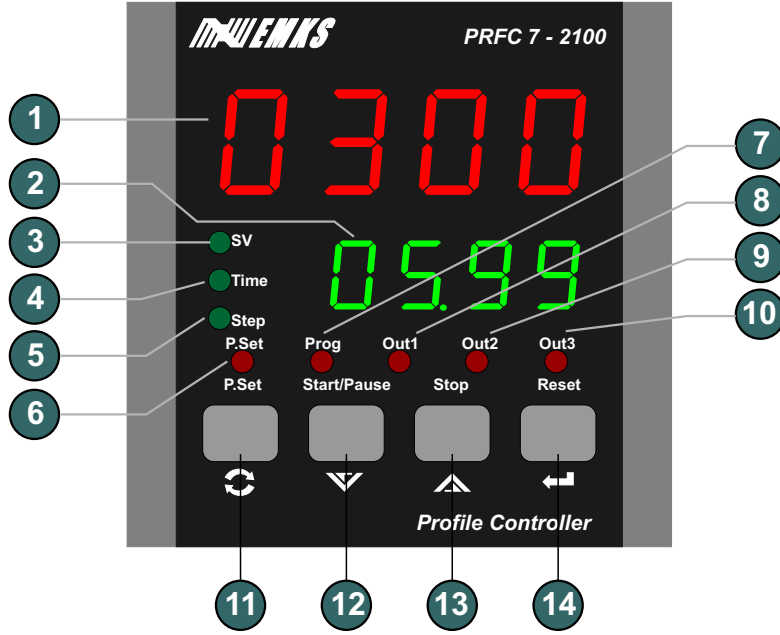 EMKS PRFC 7 - 2100
1 0300 7
2 8
3 SV 05.99 9
4 Time 10
5 Step
P.Set Prog Out1 Out2 Out3
6 P.Set Start/Pause Stop Reset
Profile Controller
11 12 13 14